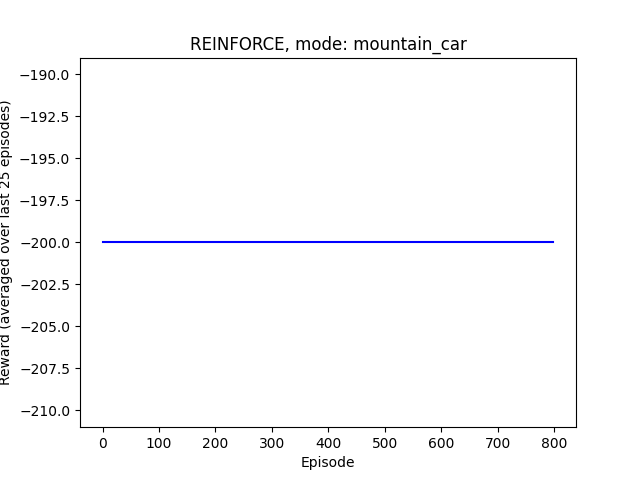 REINFORCE, mode: mountain_car
Reward (averaged over last 25 episodes)
−190.0
−192.5
−195.0
−197.5
−200.0
−202.5
−205.0
−207.5
−210.0
0 100 200 300 400 500 600 700 800
Episode